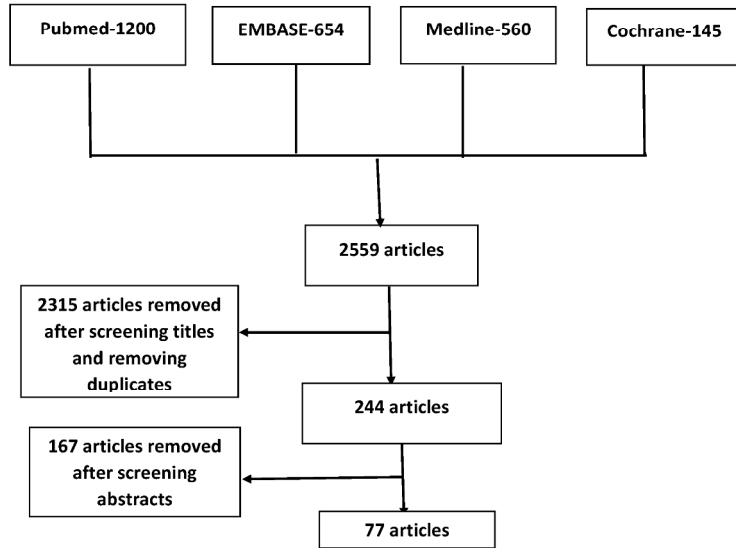 Pubmed-1200
EMBASE-654
Medline-560
Cochrane-145
2559 articles
2315 articles removed
after screening titles
and removing
duplicates
244 articles
167 articles removed
after screening
abstracts
77 articles